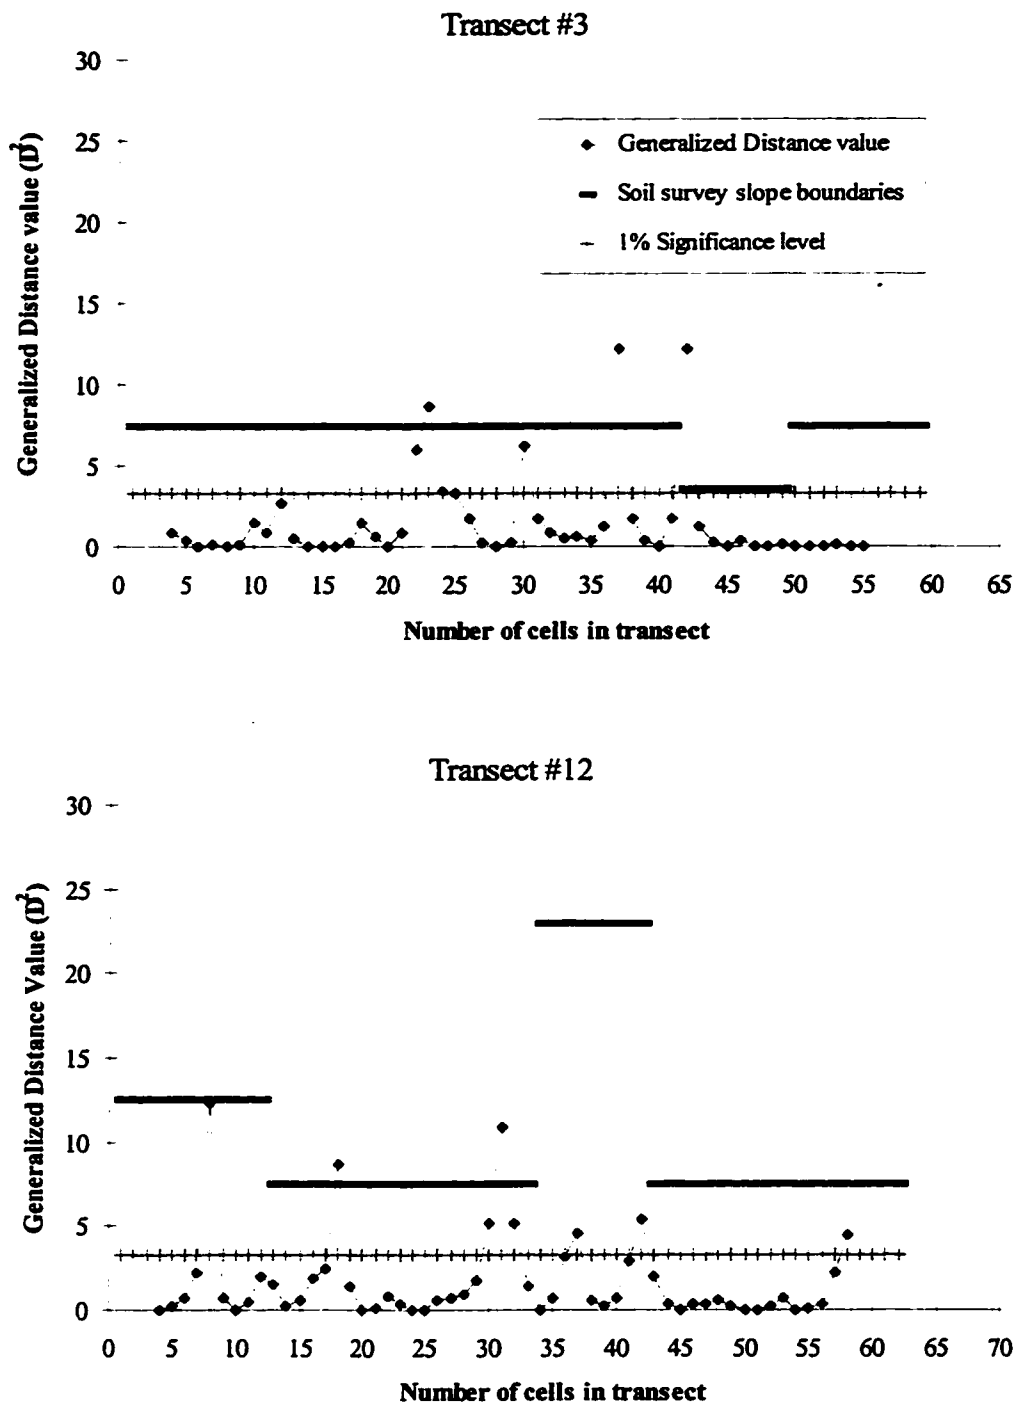 Transect #3
30
25
20
15
10
5
0
Generalized Distance value (D²)
Generalized Distance value
Soil survey slope boundaries
1% Significance level
0 5 10 15 20 25 30 35 40 45 50 55 60 65
Number of cells in transect
Transect #12
30
25
20
15
10
5
0
Generalized Distance Value (D²)
0 5 10 15 20 25 30 35 40 45 50 55 60 65 70
Number of cells in transect